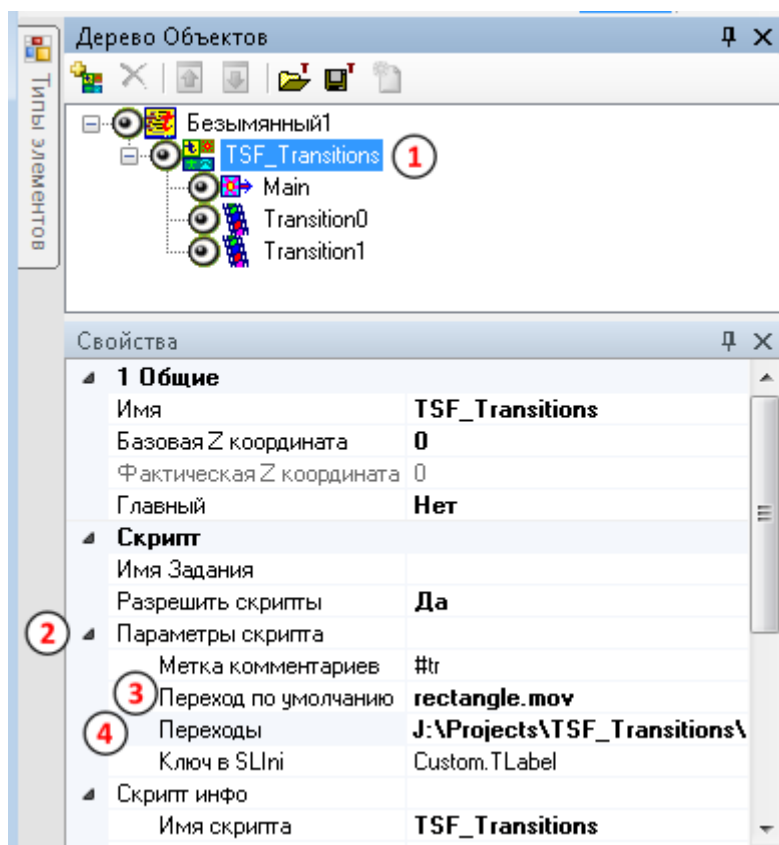 Дерево Объектов
Типы элементов
Безымянный1
TSF_Transitions 1
Main
Transition0
Transition1
Свойства
1 Общие
Имя TSF_Transitions
Базовая Z координата 0
Фактическая Z координата 0
Главный Нет
Скрипт
Имя Задания
Разрешить скрипты Да
2 Параметры скрипта
Метка комментариев #tr
3 Переход по умолчанию rectangle.mov
4 Переходы J:\Projects\TSF_Transitions\
Ключ в SLIni Custom.TLabel
Скрипт инфо
Имя скрипта TSF_Transitions